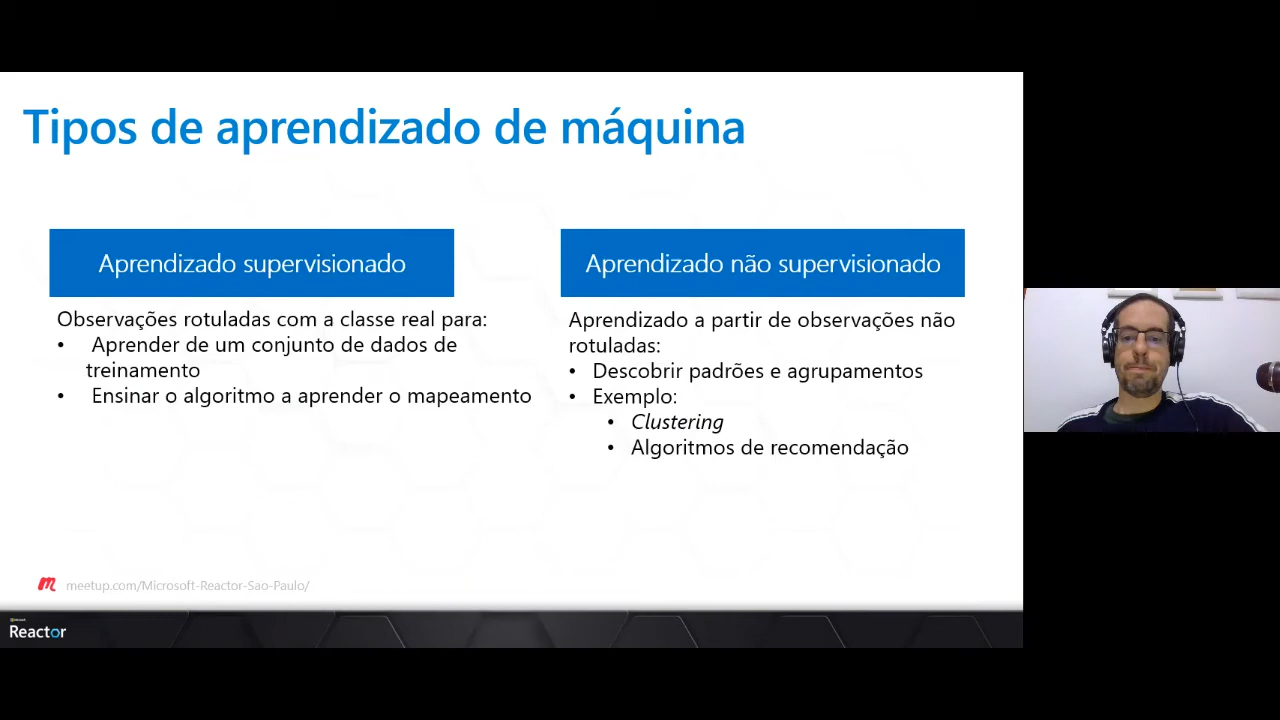 Tipos de aprendizado de máquina
Aprendizado supervisionado
Observações rotuladas com a classe real para:
• Aprender de um conjunto de dados de
treinamento
• Ensinar o algoritmo a aprender o mapeamento
Aprendizado não supervisionado
Aprendizado a partir de observações não
rotuladas:
• Descobrir padrões e agrupamentos
• Exemplo:
• Clustering
• Algoritmos de recomendação
meetup.com/Microsoft-Reactor-Sao-Paulo/
Microsoft
Reactor